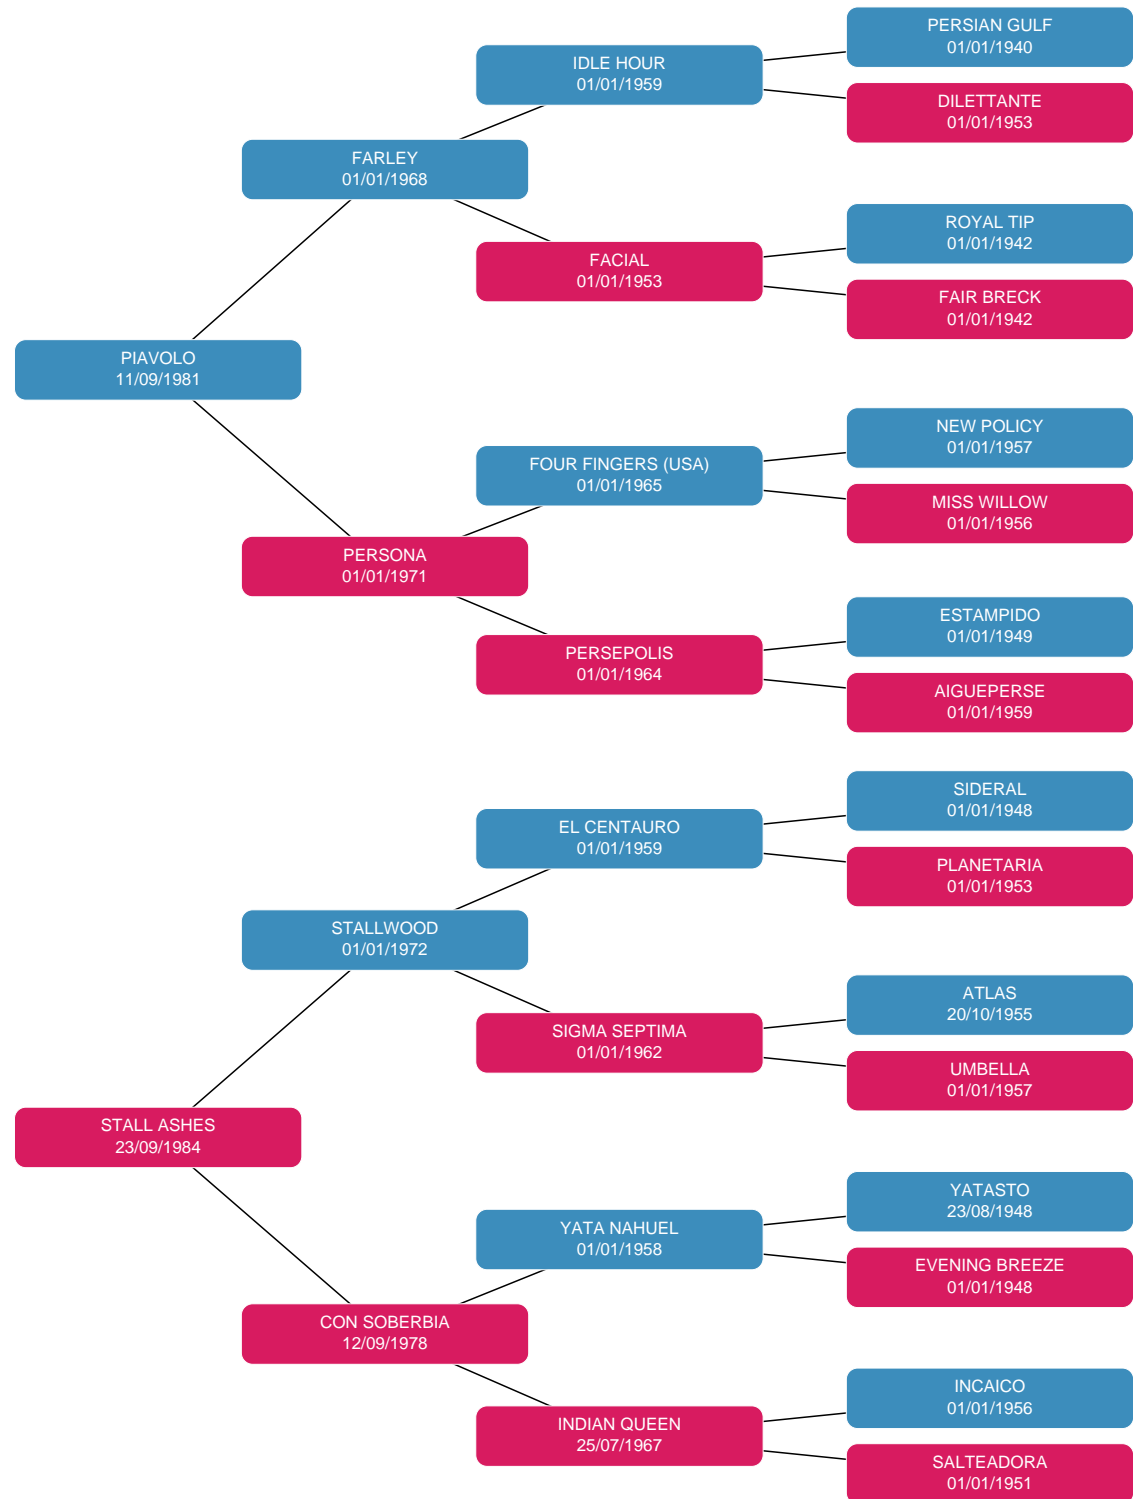 PERSIAN GULF
01/01/1940
IDLE HOUR
01/01/1959
DILETTANTE
01/01/1953
FARLEY
01/01/1968
ROYAL TIP
01/01/1942
FACIAL
01/01/1953
FAIR BRECK
01/01/1942
PIAVOLO
11/09/1981
NEW POLICY
01/01/1957
FOUR FINGERS (USA)
01/01/1965
MISS WILLOW
01/01/1956
PERSONA
01/01/1971
ESTAMPIDO
01/01/1949
PERSEPOLIS
01/01/1964
AIGUEPERSE
01/01/1959
SIDERAL
01/01/1948
EL CENTAURO
01/01/1959
PLANETARIA
01/01/1953
STALLWOOD
01/01/1972
ATLAS
20/10/1955
SIGMA SEPTIMA
01/01/1962
UMBELLA
01/01/1957
STALL ASHES
23/09/1984
YATASTO
23/08/1948
YATA NAHUEL
01/01/1958
EVENING BREEZE
01/01/1948
CON SOBERBIA
12/09/1978
INCAICO
01/01/1956
INDIAN QUEEN
25/07/1967
SALTEADORA
01/01/1951